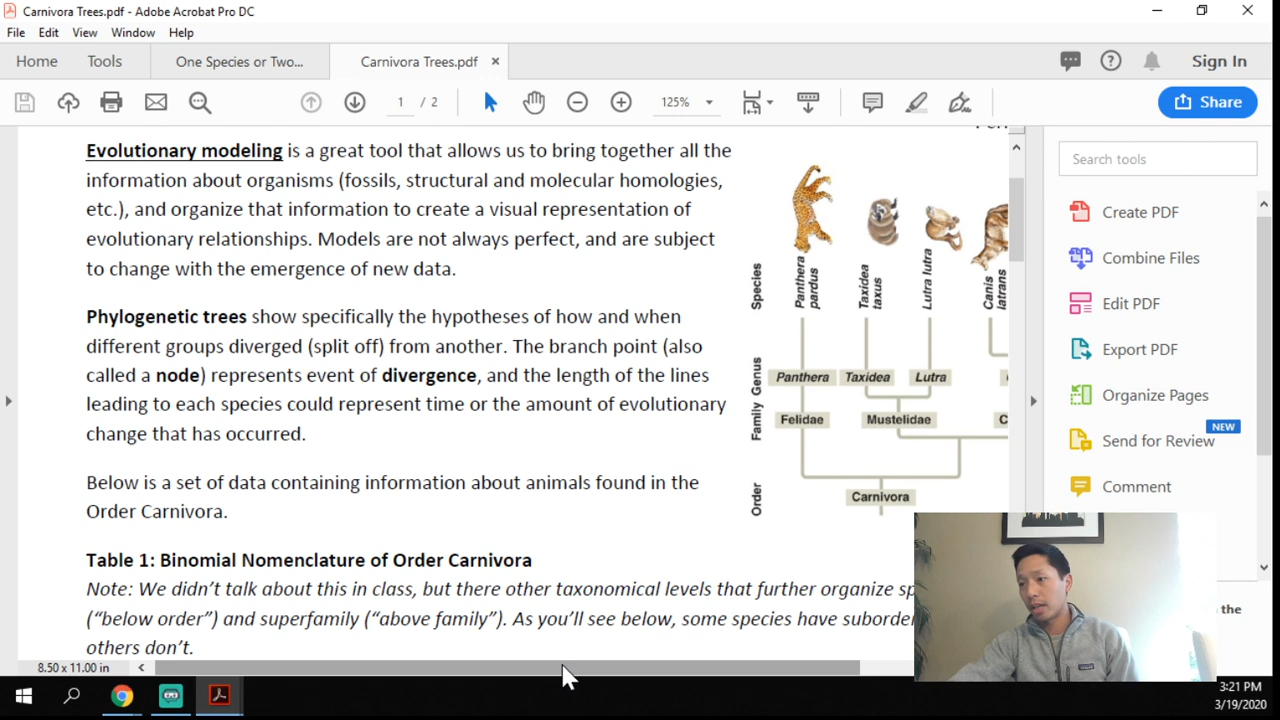 Carnivora Trees.pdf - Adobe Acrobat Pro DC
File Edit View Window Help
Home Tools One Species or Two... Carnivora Trees.pdf ×
1 / 2 125% Share
Sign In
Evolutionary modeling is a great tool that allows us to bring together all the
information about organisms (fossils, structural and molecular homologies,
etc.), and organize that information to create a visual representation of
evolutionary relationships. Models are not always perfect, and are subject
to change with the emergence of new data.
Phylogenetic trees show specifically the hypotheses of how and when
different groups diverged (split off) from another. The branch point (also
called a node) represents event of divergence, and the length of the lines
leading to each species could represent time or the amount of evolutionary
change that has occurred.
Below is a set of data containing information about animals found in the
Order Carnivora.
Table 1: Binomial Nomenclature of Order Carnivora
Note: We didn't talk about this in class, but there other taxonomical levels that further organize sp
("below order") and superfamily ("above family"). As you'll see below, some species have suborder
others don't.
Species
Panthera
pardus
Taxidea
taxus
Lutra lutra
Canis
latrans
Genus
Panthera Taxidea Lutra
Family
Felidae Mustelidae C
Order
Carnivora
Search tools
Create PDF
Combine Files
Edit PDF
Export PDF
Organize Pages
NEW
Send for Review
Comment
the
8.50 x 11.00 in
3:21 PM
3/19/2020